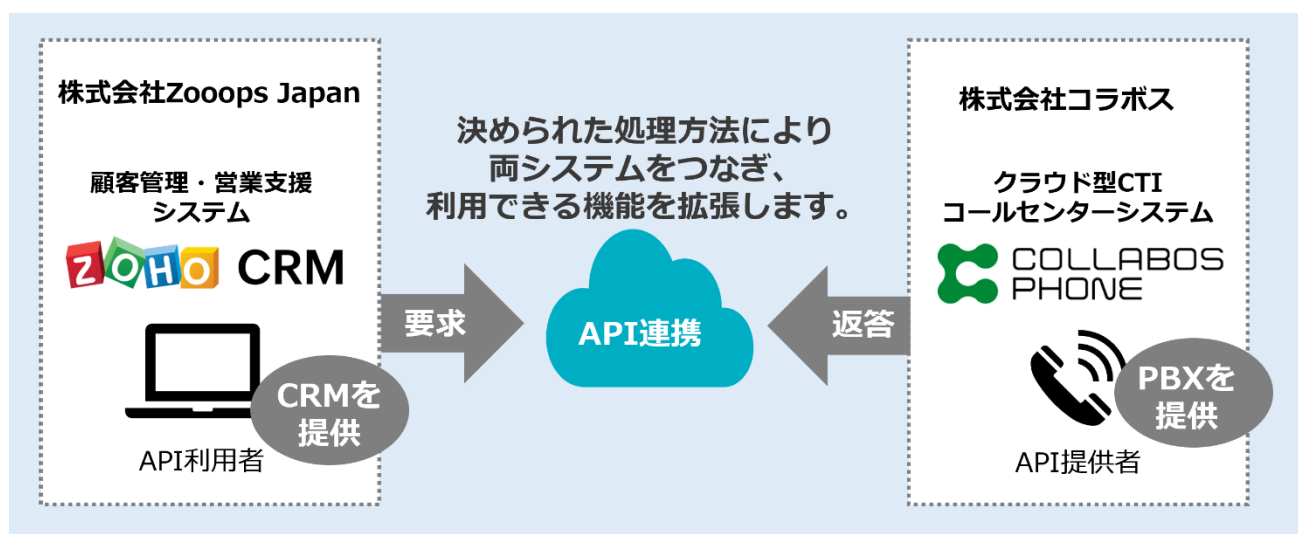 株式会社Zooops Japan
顧客管理・営業支援
システム
ZOHO CRM
CRMを
提供
API利用者
決められた処理方法により
両システムをつなぎ、
利用できる機能を拡張します。
要求
API連携
返答
株式会社コラボス
クラウド型CTI
コールセンターシステム
COLLABOS
PHONE
PBXを
提供
API提供者